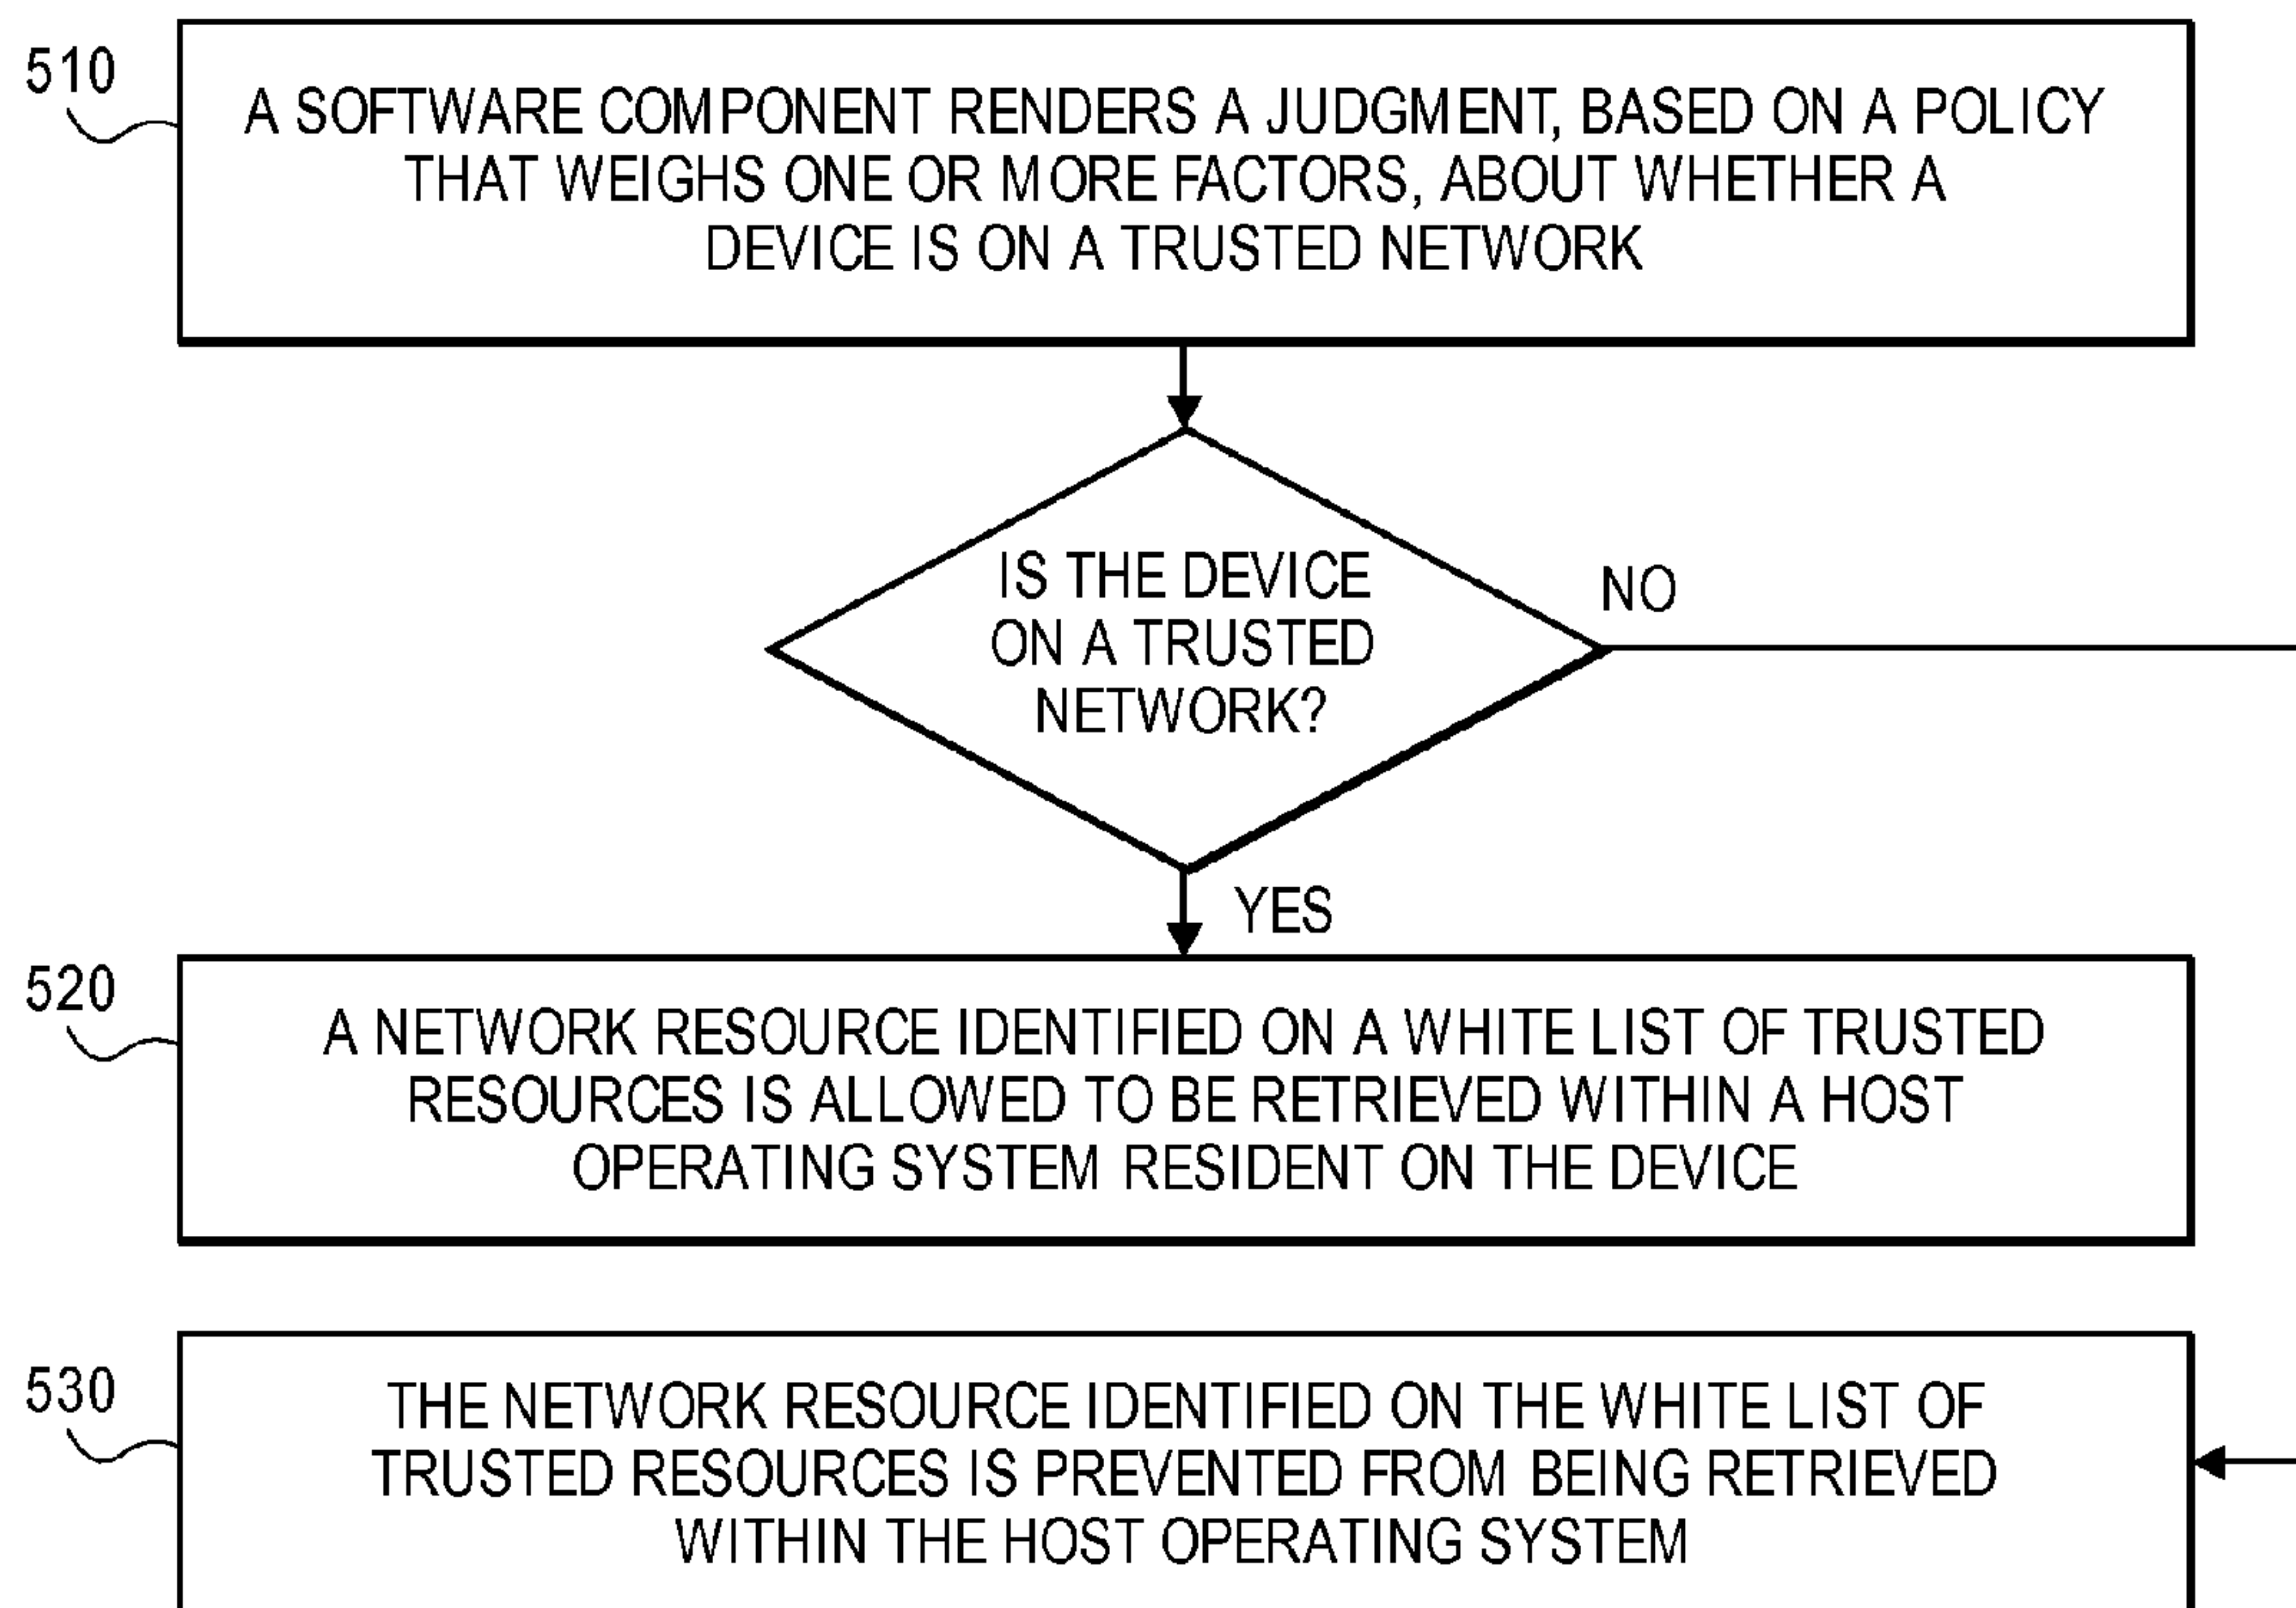 510
A SOFTWARE COMPONENT RENDERS A JUDGMENT, BASED ON A POLICY
THAT WEIGHS ONE OR MORE FACTORS, ABOUT WHETHER A
DEVICE IS ON A TRUSTED NETWORK
IS THE DEVICE
ON A TRUSTED
NETWORK?
NO
YES
520
A NETWORK RESOURCE IDENTIFIED ON A WHITE LIST OF TRUSTED
RESOURCES IS ALLOWED TO BE RETRIEVED WITHIN A HOST
OPERATING SYSTEM RESIDENT ON THE DEVICE
530
THE NETWORK RESOURCE IDENTIFIED ON THE WHITE LIST OF
TRUSTED RESOURCES IS PREVENTED FROM BEING RETRIEVED
WITHIN THE HOST OPERATING SYSTEM